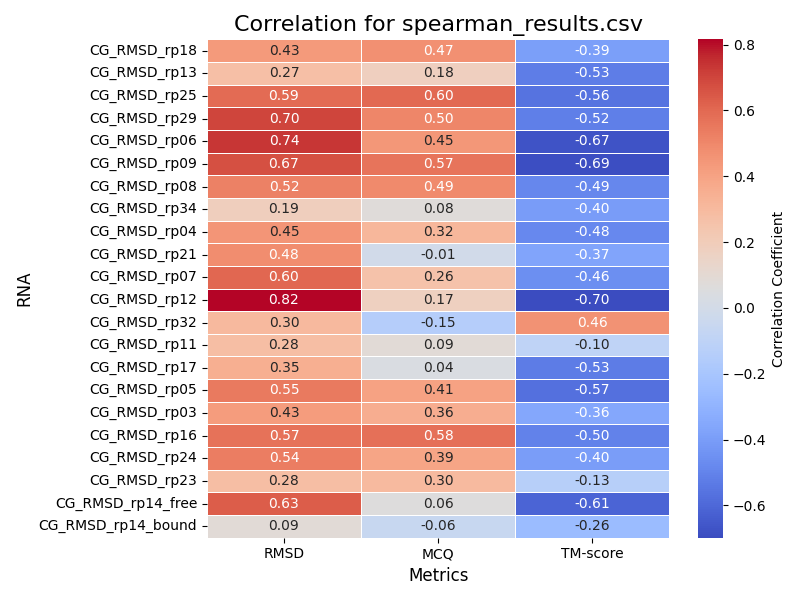 Correlation for spearman_results.csv
RNA
CG_RMSD_rp18 0.43 0.47 -0.39
CG_RMSD_rp13 0.27 0.18 -0.53
CG_RMSD_rp25 0.59 0.60 -0.56
CG_RMSD_rp29 0.70 0.50 -0.52
CG_RMSD_rp06 0.74 0.45 -0.67
CG_RMSD_rp09 0.67 0.57 -0.69
CG_RMSD_rp08 0.52 0.49 -0.49
CG_RMSD_rp34 0.19 0.08 -0.40
CG_RMSD_rp04 0.45 0.32 -0.48
CG_RMSD_rp21 0.48 -0.01 -0.37
CG_RMSD_rp07 0.60 0.26 -0.46
CG_RMSD_rp12 0.82 0.17 -0.70
CG_RMSD_rp32 0.30 -0.15 0.46
CG_RMSD_rp11 0.28 0.09 -0.10
CG_RMSD_rp17 0.35 0.04 -0.53
CG_RMSD_rp05 0.55 0.41 -0.57
CG_RMSD_rp03 0.43 0.36 -0.36
CG_RMSD_rp16 0.57 0.58 -0.50
CG_RMSD_rp24 0.54 0.39 -0.40
CG_RMSD_rp23 0.28 0.30 -0.13
CG_RMSD_rp14_free 0.63 0.06 -0.61
CG_RMSD_rp14_bound 0.09 -0.06 -0.26
RMSD MCQ TM-score
Metrics
0.8
0.6
0.4
0.2
0.0
−0.2
−0.4
−0.6
Correlation Coefficient